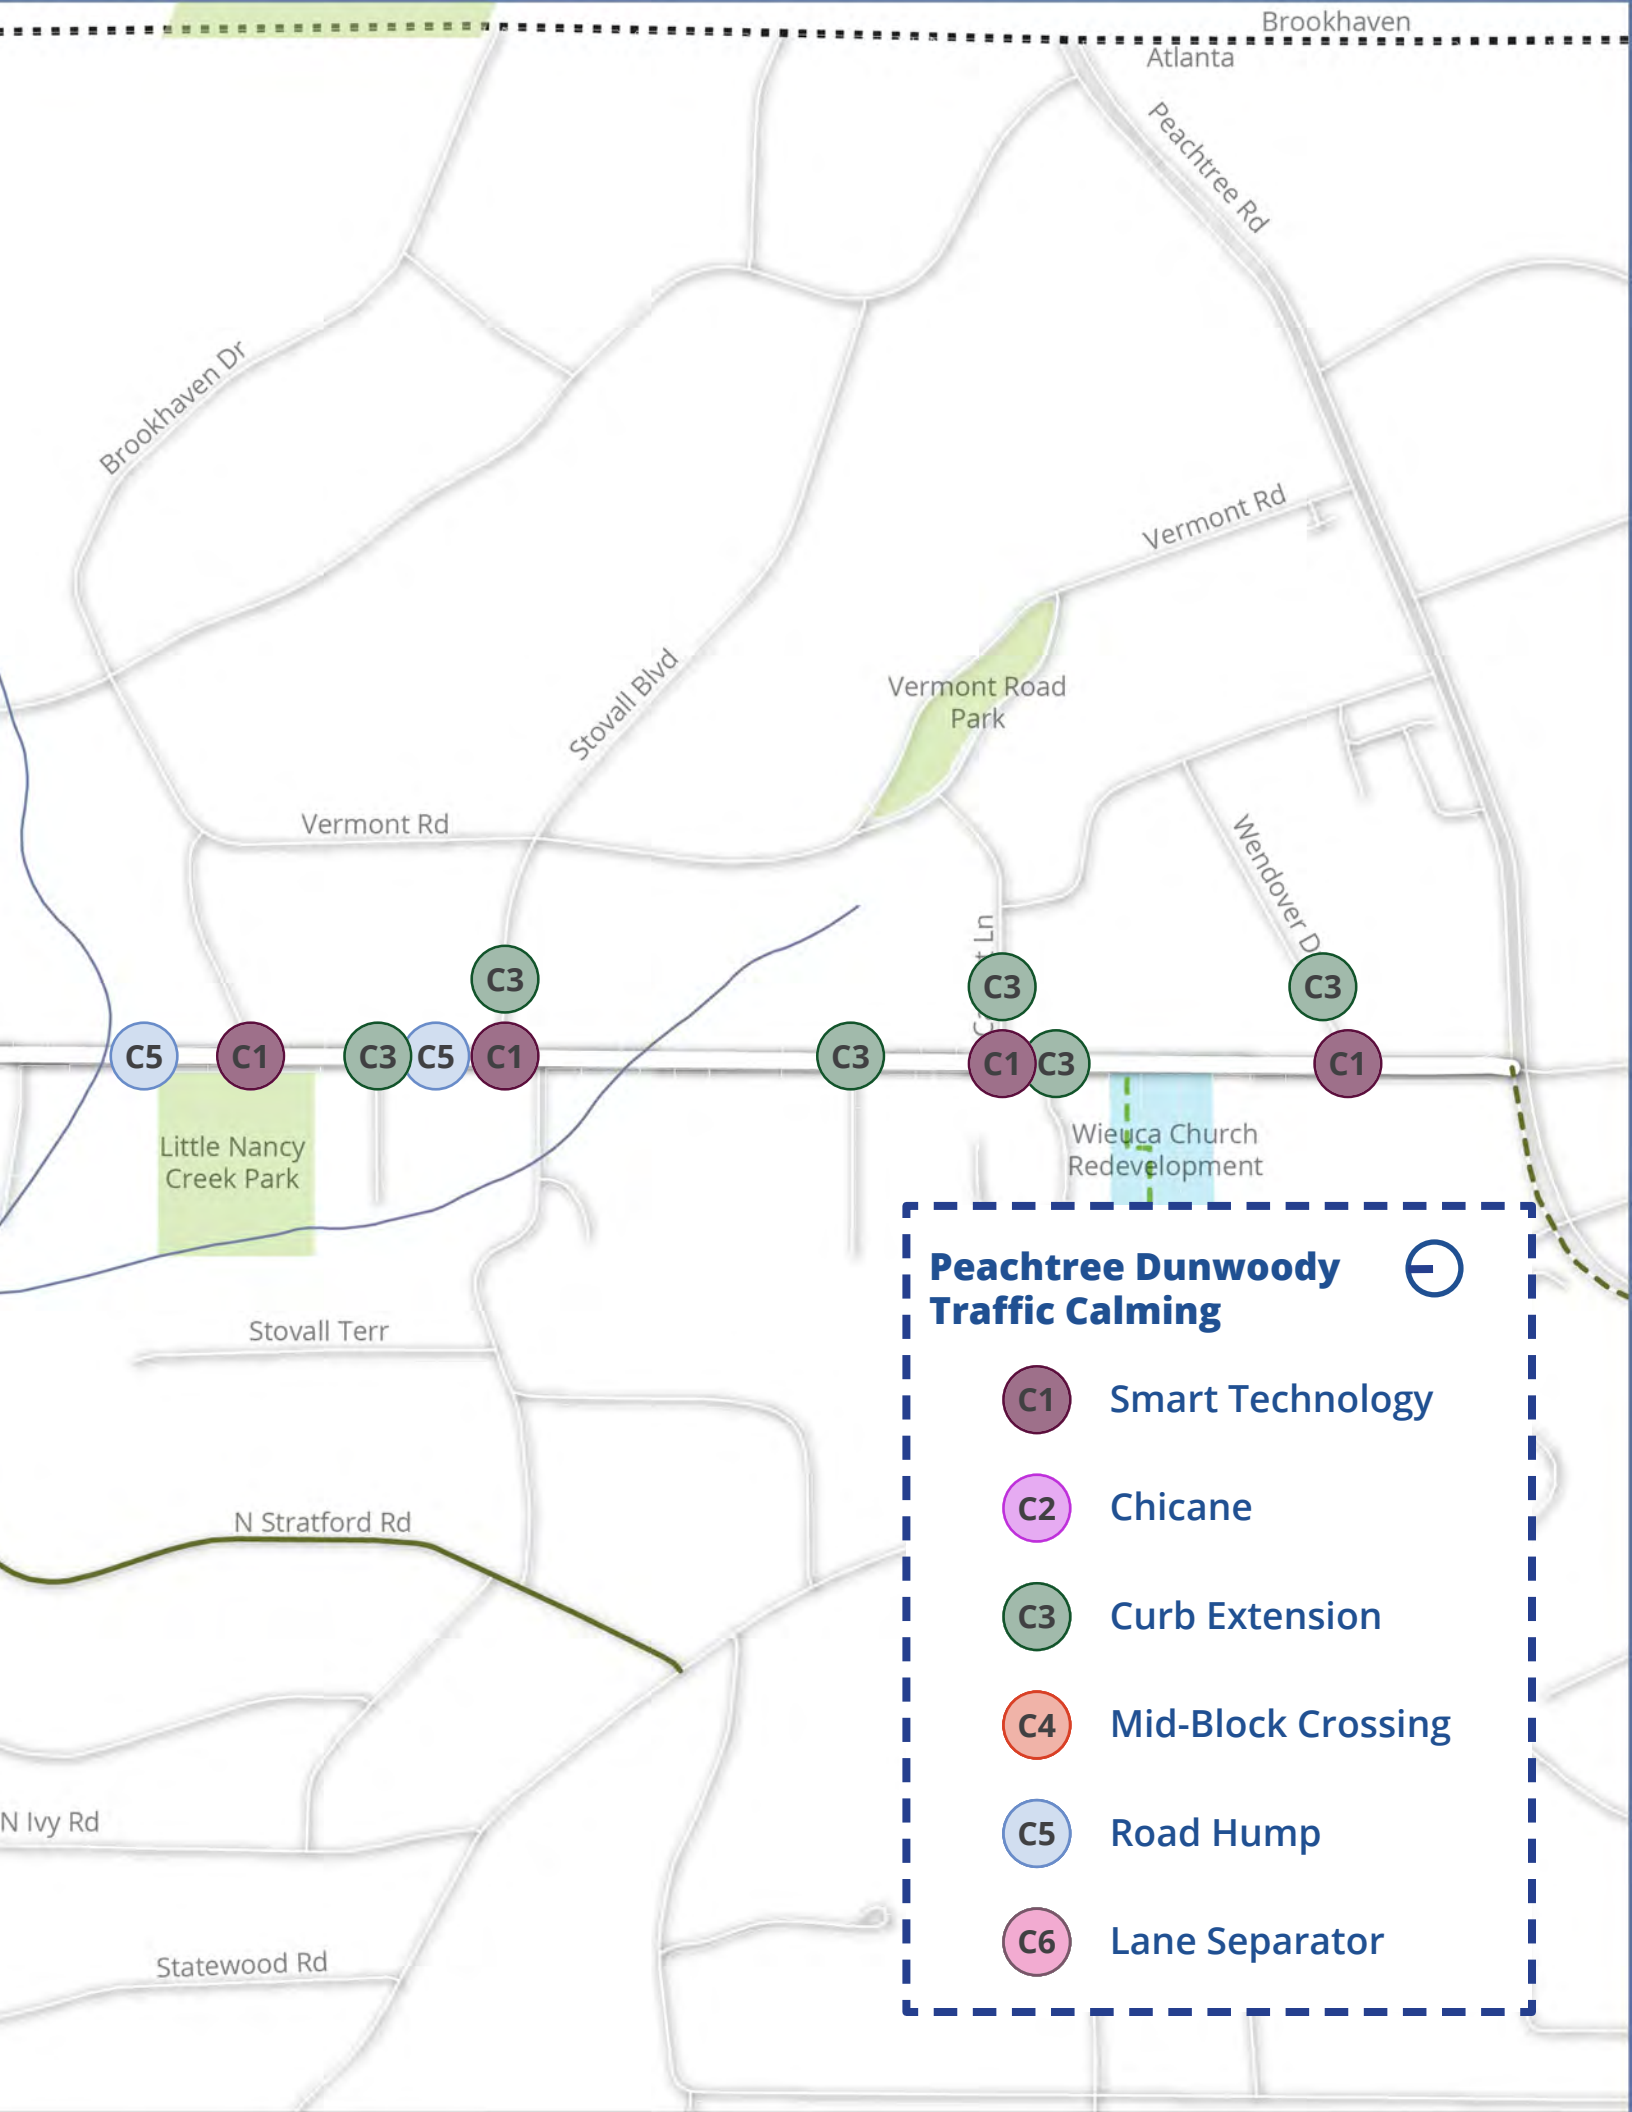 Brookhaven
Atlanta
Peachtree Rd
Brookhaven Dr
Vermont Rd
Stovall Blvd
Vermont Road
Park
Vermont Rd
Wendover D
Ln
C3
C3
C3
C5
C1
C3
C5
C1
C3
C1
C3
C1
Little Nancy
Creek Park
Wieuca Church
Redevelopment
Peachtree Dunwoody
Traffic Calming
C1 Smart Technology
C2 Chicane
C3 Curb Extension
C4 Mid-Block Crossing
C5 Road Hump
C6 Lane Separator
Stovall Terr
N Stratford Rd
N Ivy Rd
Statewood Rd